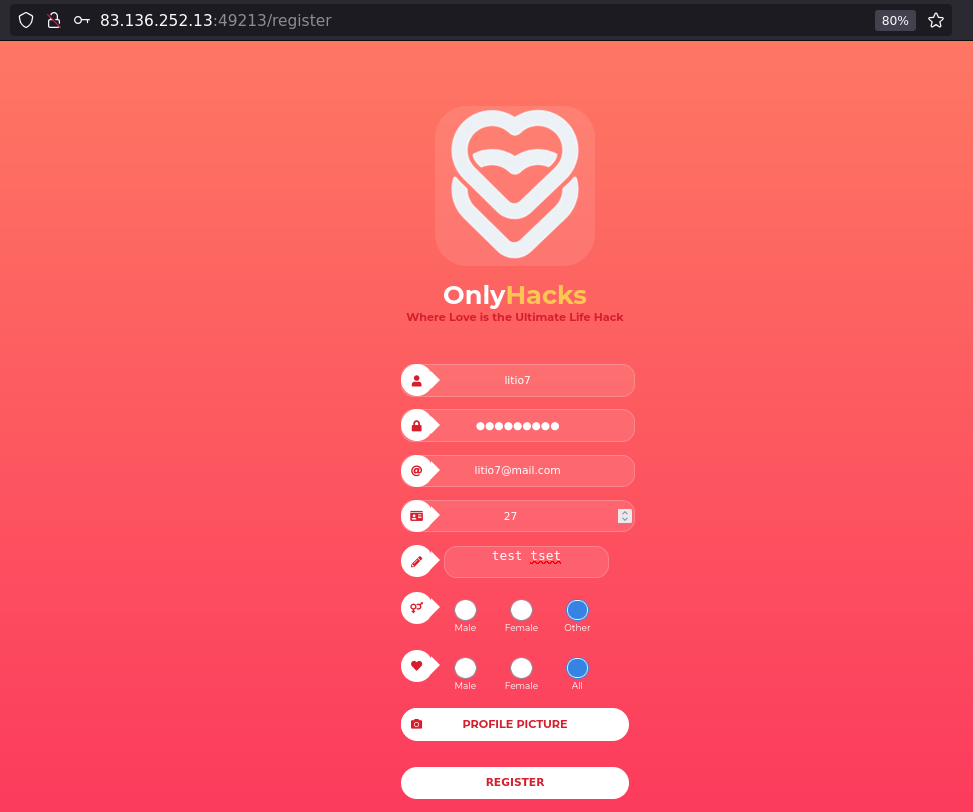 83.136.252.13:49213/register
80%
OnlyHacks
Where Love is the Ultimate Life Hack
litio7
●●●●●●●●●
@
litio7@mail.com
27
test tset
Male Female Other
Male Female All
PROFILE PICTURE
REGISTER